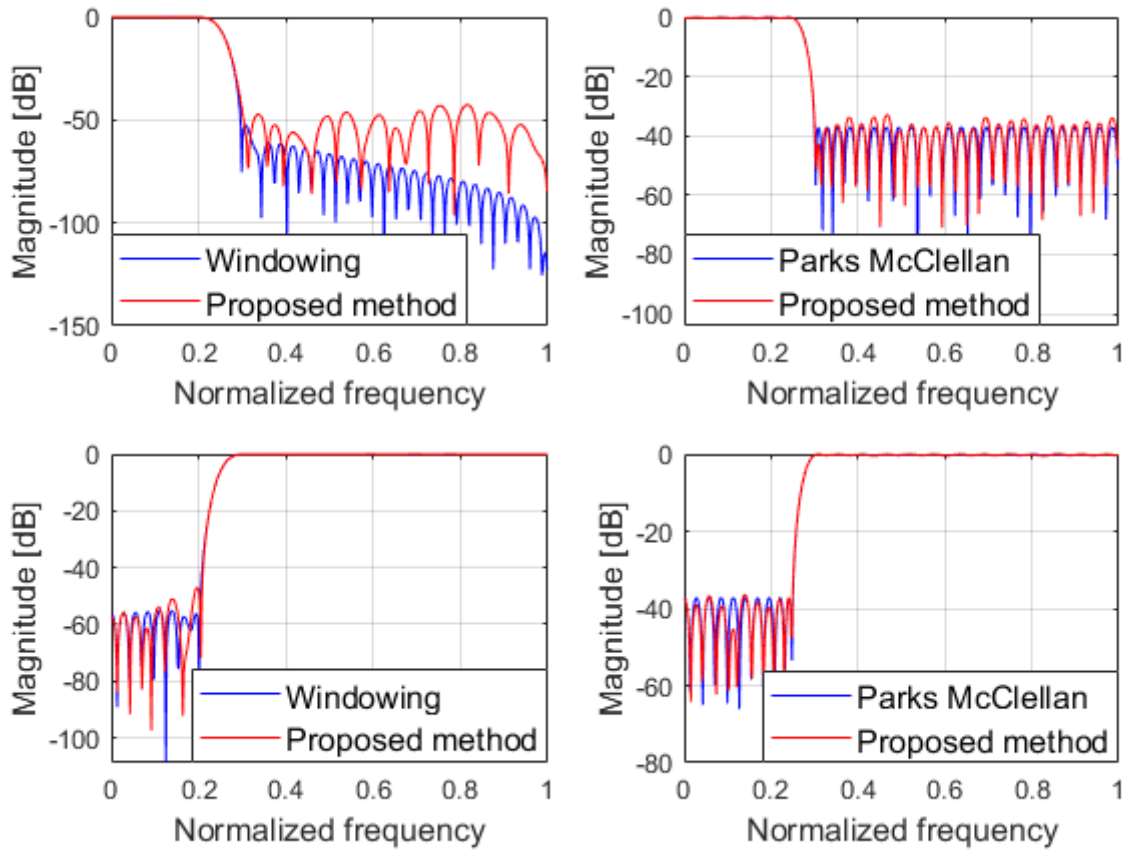 0
-50
-100
-150
Magnitude [dB]
Windowing
Proposed method
0 0.2 0.4 0.6 0.8 1
Normalized frequency
0
-20
-40
-60
-80
-100
Magnitude [dB]
Parks McClellan
Proposed method
0 0.2 0.4 0.6 0.8 1
Normalized frequency
0
-20
-40
-60
-80
-100
Magnitude [dB]
Windowing
Proposed method
0 0.2 0.4 0.6 0.8 1
Normalized frequency
0
-20
-40
-60
-80
Magnitude [dB]
Parks McClellan
Proposed method
0 0.2 0.4 0.6 0.8 1
Normalized frequency